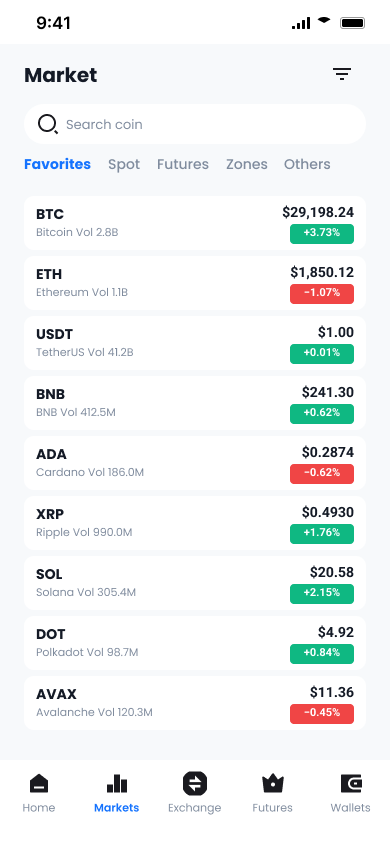 9:41
Market
Search coin
Favorites Spot Futures Zones Others
BTC $29,198.24
Bitcoin Vol 2.8B +3.73%
ETH $1,850.12
Ethereum Vol 1.1B −1.07%
USDT $1.00
TetherUS Vol 41.2B +0.01%
BNB $241.30
BNB Vol 412.5M +0.62%
ADA $0.2874
Cardano Vol 186.0M −0.62%
XRP $0.4930
Ripple Vol 990.0M +1.76%
SOL $20.58
Solana Vol 305.4M +2.15%
DOT $4.92
Polkadot Vol 98.7M +0.84%
AVAX $11.36
Avalanche Vol 120.3M −0.45%
Home Markets Exchange Futures Wallets